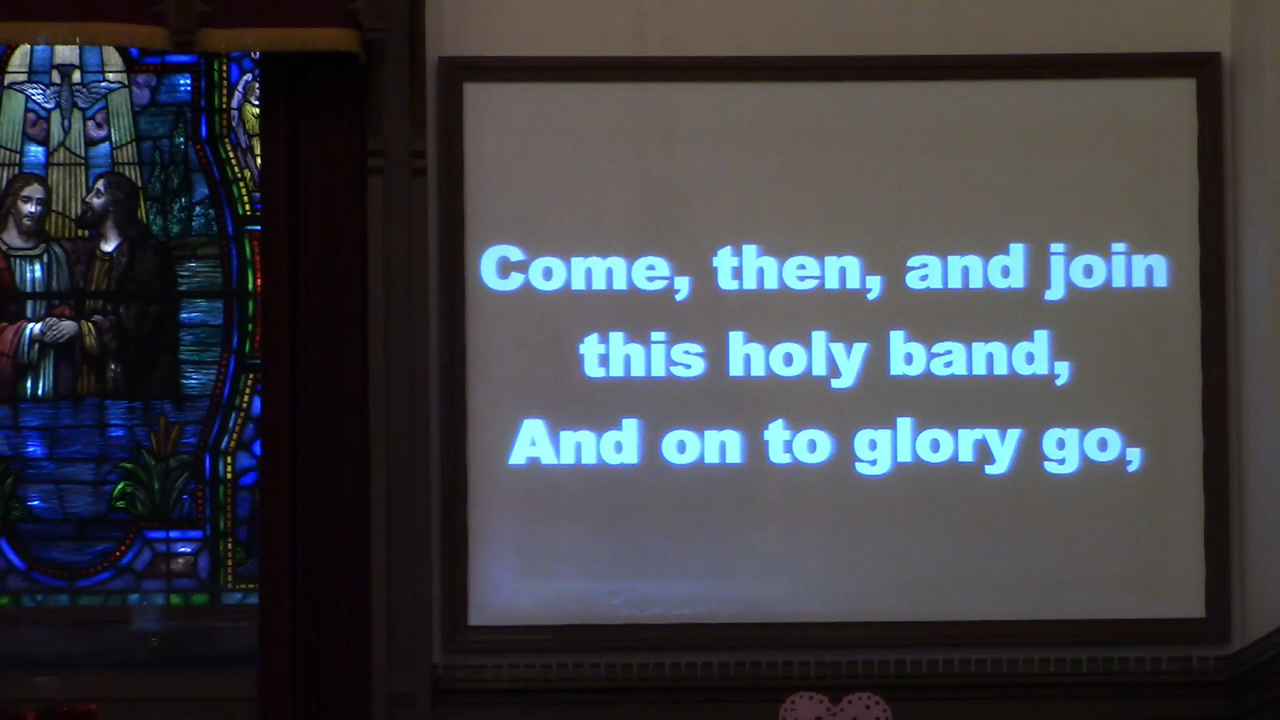 Come, then, and join
this holy band,
And on to glory go,